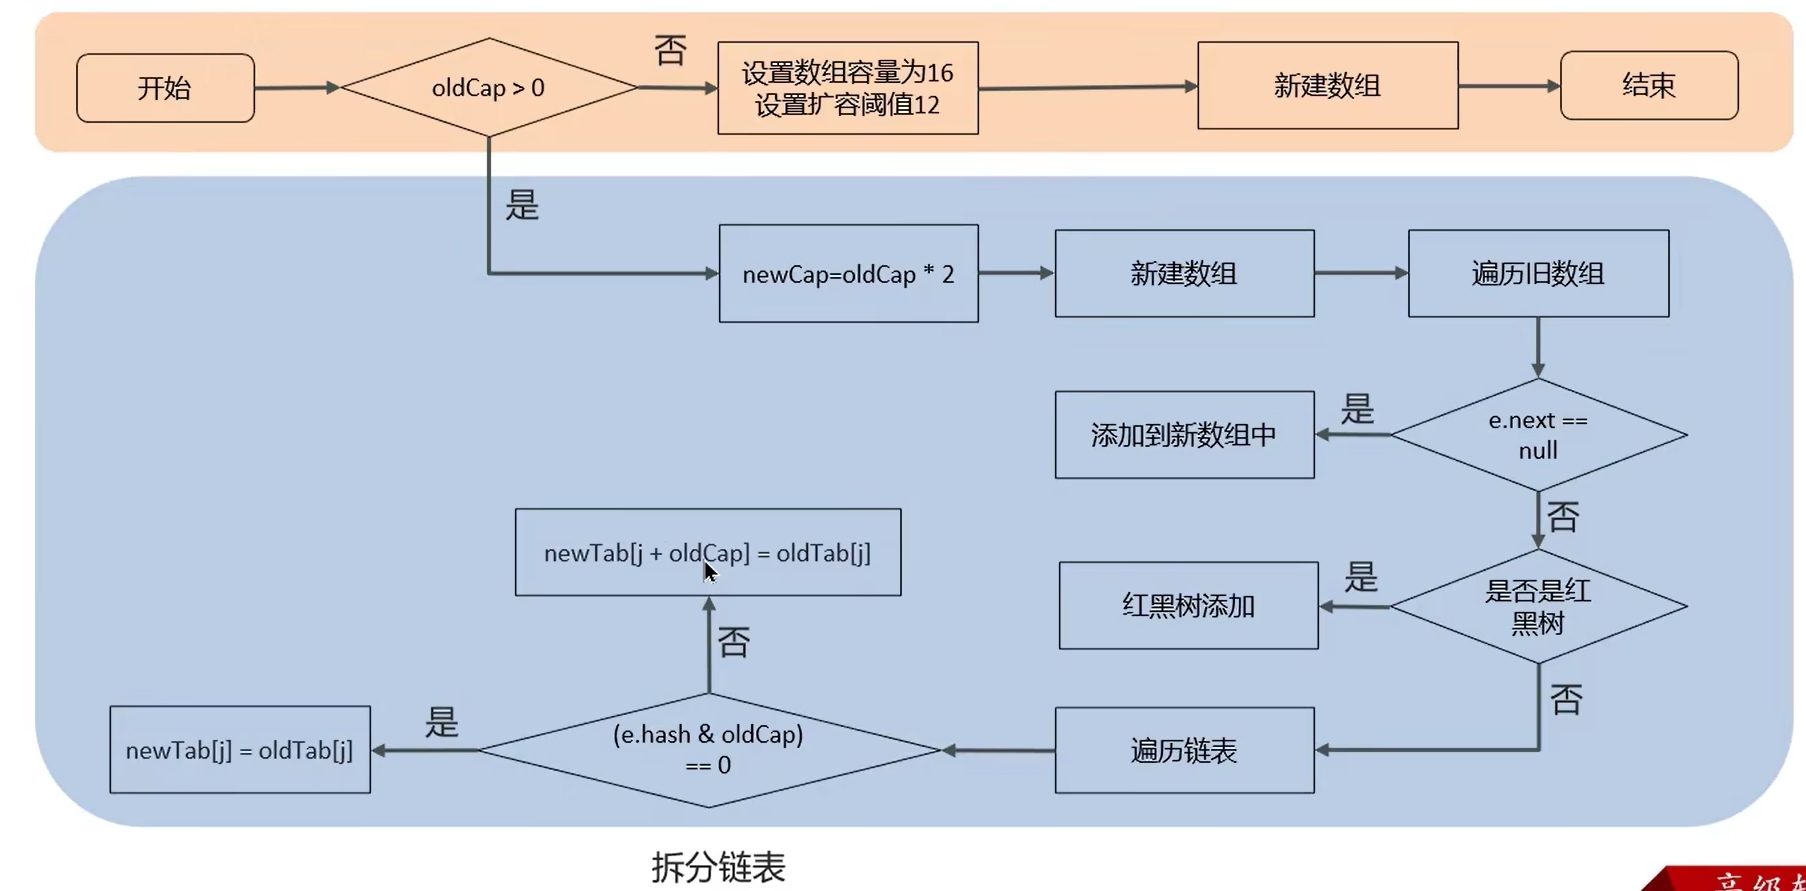 开始
oldCap > 0
否
设置数组容量为16
设置扩容阈值12
新建数组
结束
是
newCap=oldCap * 2
新建数组
遍历旧数组
e.next ==
null
是
添加到新数组中
否
是否是红
黑树
是
红黑树添加
否
遍历链表
(e.hash & oldCap)
== 0
否
newTab[j + oldCap] = oldTab[j]
是
newTab[j] = oldTab[j]
拆分链表
高级